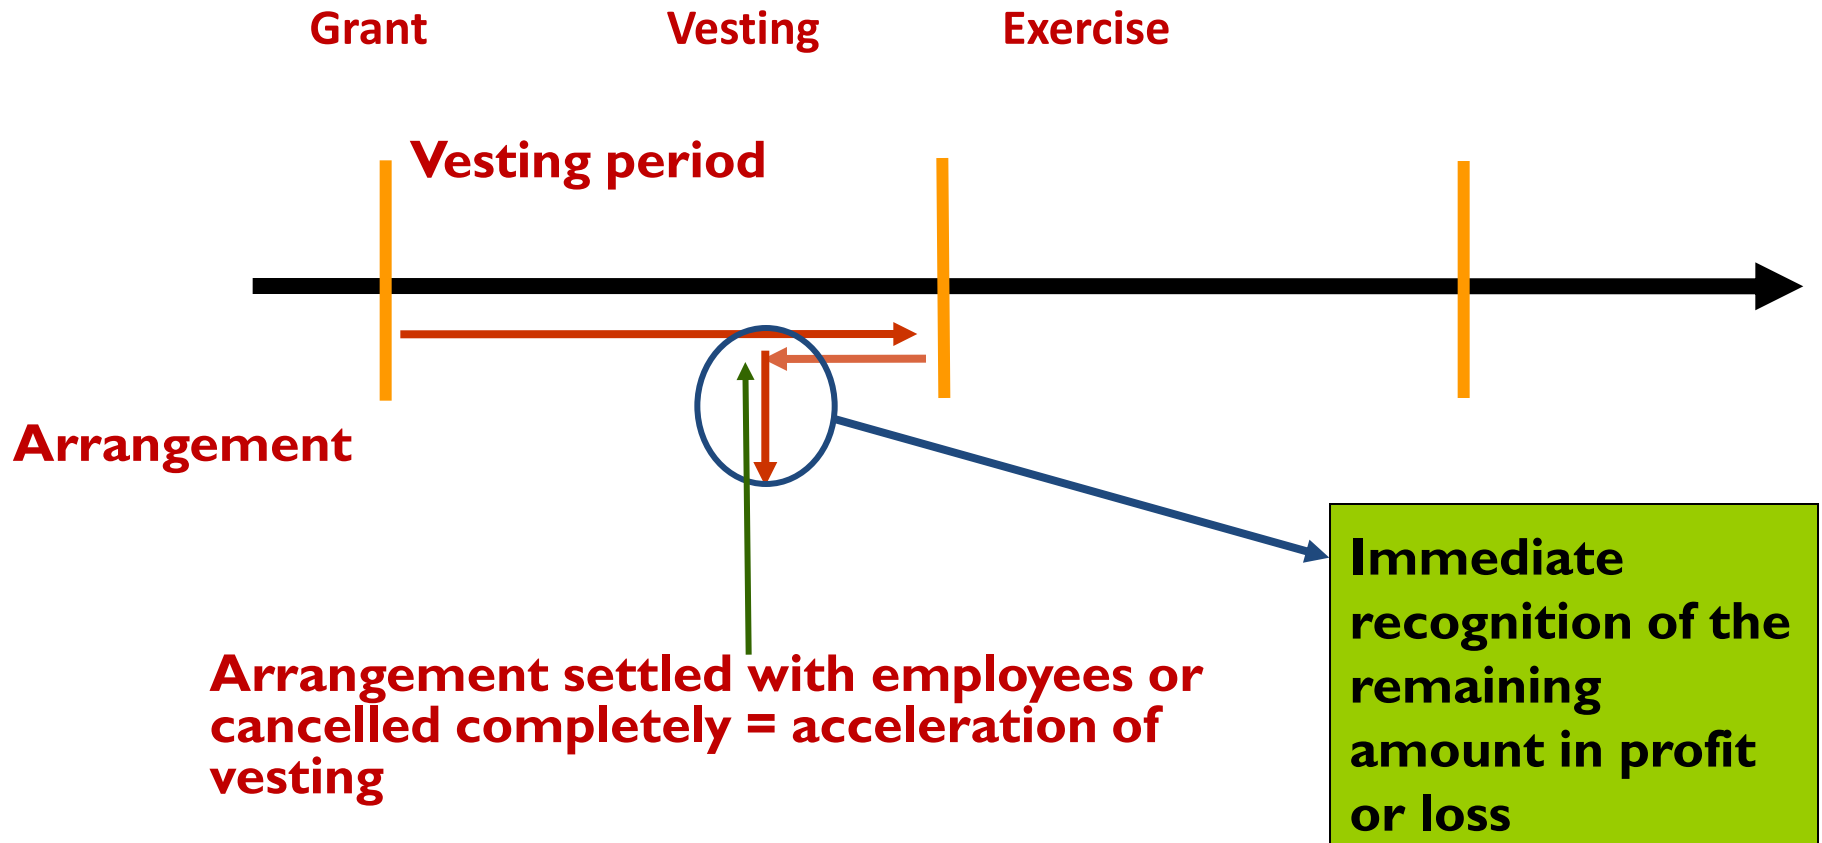 Grant Vesting Exercise
Vesting period
Arrangement
Arrangement settled with employees or
cancelled completely = acceleration of
vesting
Immediate
recognition of the
remaining
amount in profit
or loss